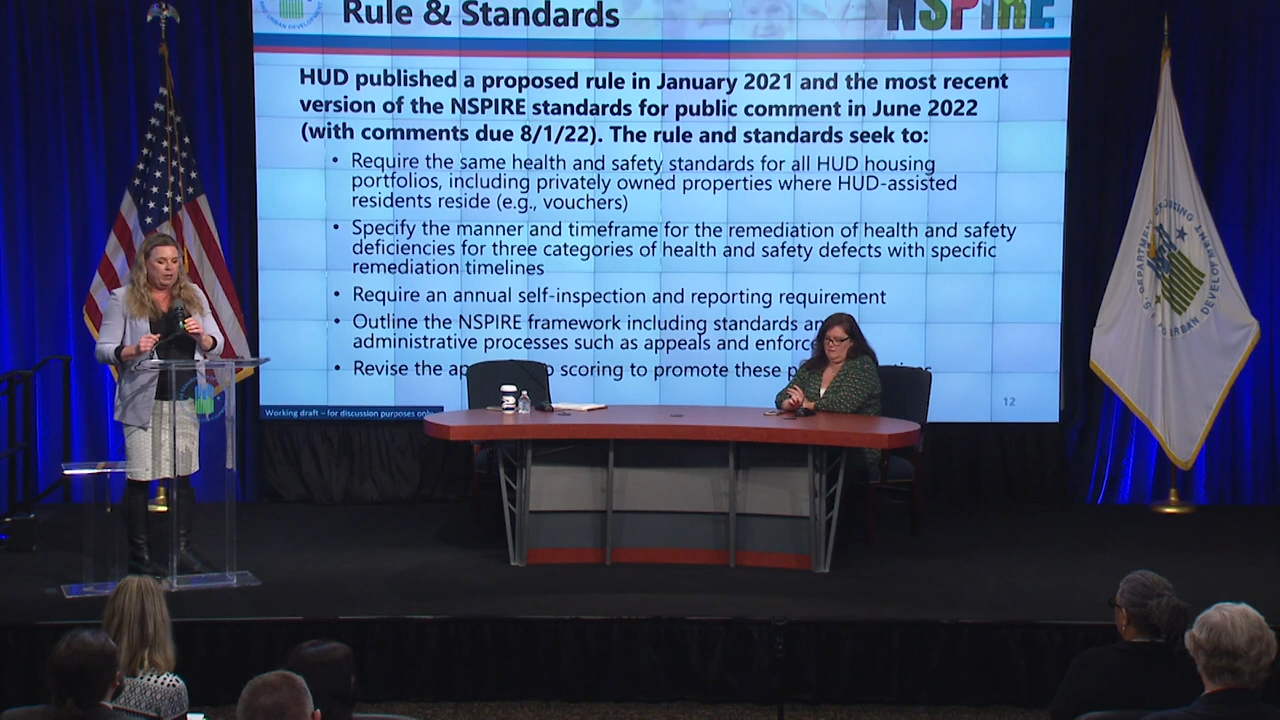 Rule & Standards
NSPIRE
HUD published a proposed rule in January 2021 and the most recent
version of the NSPIRE standards for public comment in June 2022
(with comments due 8/1/22). The rule and standards seek to:
• Require the same health and safety standards for all HUD housing
portfolios, including privately owned properties where HUD-assisted
residents reside (e.g., vouchers)
• Specify the manner and timeframe for the remediation of health and safety
deficiencies for three categories of health and safety defects with specific
remediation timelines
• Require an annual self-inspection and reporting requirement
• Outline the NSPIRE framework including standards
administrative processes such as appeals and
• Revise the scoring to promote these
Working draft – for discussion purposes only
12